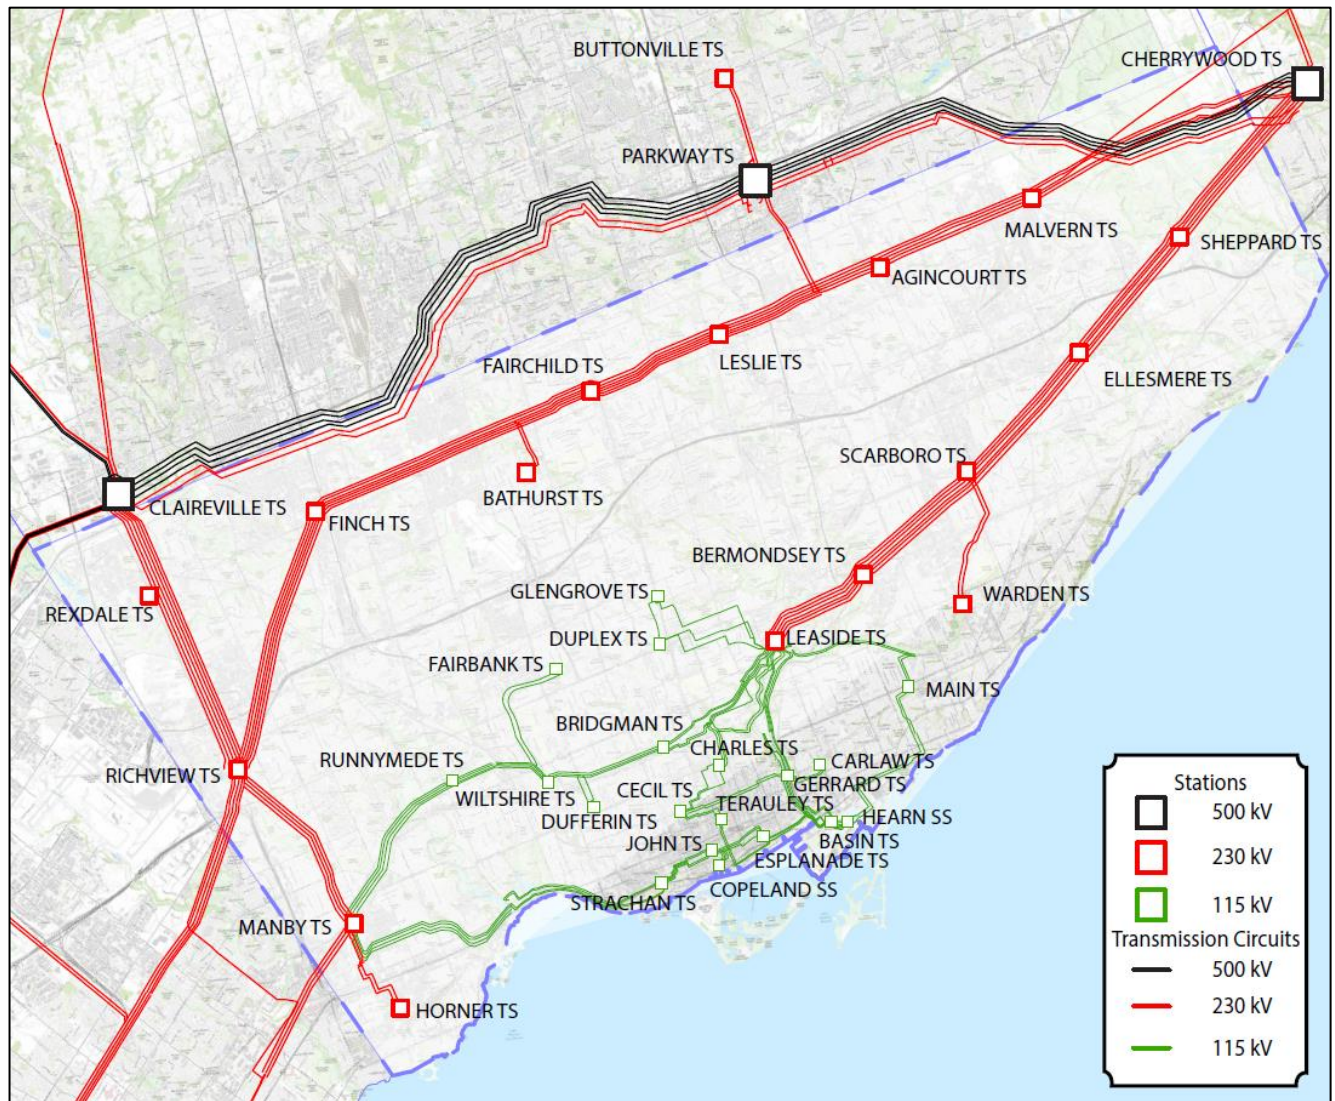 BUTTONVILLE TS
CHERRYWOOD TS
PARKWAY TS
MALVERN TS
SHEPPARD TS
AGINCOURT TS
FAIRCHILD TS
LESLIE TS
ELLESMERE TS
SCARBORO TS
BATHURST TS
CLAIREVILLE TS
FINCH TS
BERMONDSEY TS
GLENGROVE TS
WARDEN TS
REXDALE TS
DUPLEX TS
LEASIDE TS
FAIRBANK TS
MAIN TS
BRIDGMAN TS
CHARLES TS
RUNNYMEDE TS
CARLAW TS
RICHVIEW TS
GERRARD TS
CECIL TS
WILTSHIRE TS
TERAULEY TS
DUFFERIN TS
HEARN SS
JOHN TS
BASIN TS
ESPLANADE TS
COPELAND SS
STRACHAN TS
MANBY TS
HORNER TS
Stations
500 kV
230 kV
115 kV
Transmission Circuits
500 kV
230 kV
115 kV